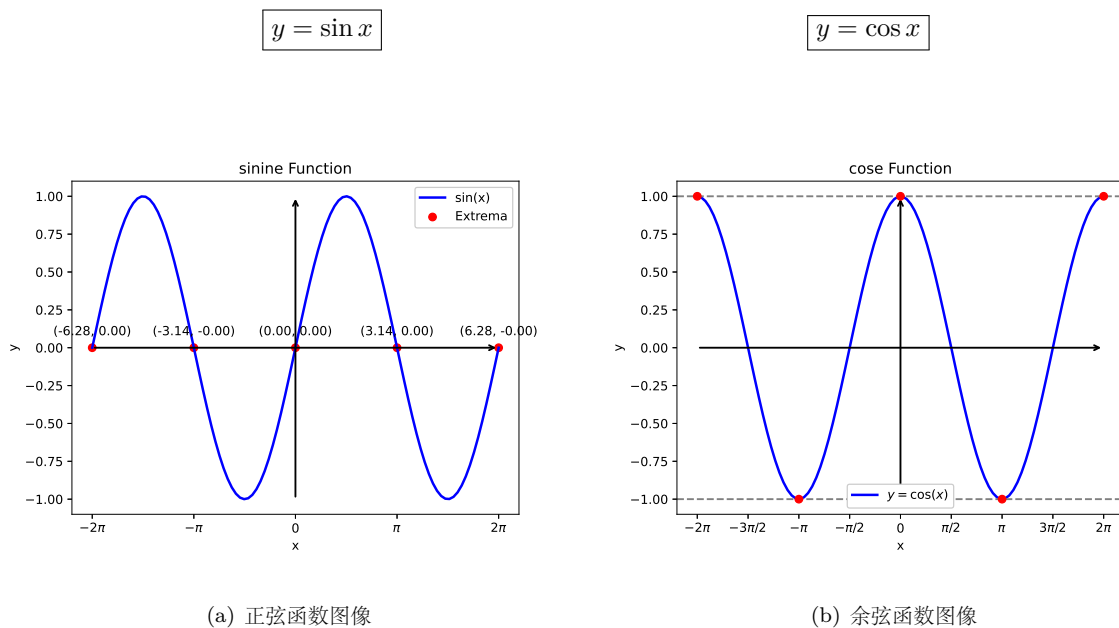 y = sin x
y = cos x
sinine Function
1.00
0.75
0.50
0.25
0.00
−0.25
−0.50
−0.75
−1.00
y
sin(x)
Extrema
(-6.28, 0.00) (-3.14, -0.00) (0.00, 0.00) (3.14, 0.00) (6.28, -0.00)
−2π −π 0 π 2π
x
(a) 正弦函数图像
cose Function
1.00
0.75
0.50
0.25
0.00
−0.25
−0.50
−0.75
−1.00
y
y = cos(x)
−2π −3π/2 −π −π/2 0 π/2 π 3π/2 2π
x
(b) 余弦函数图像